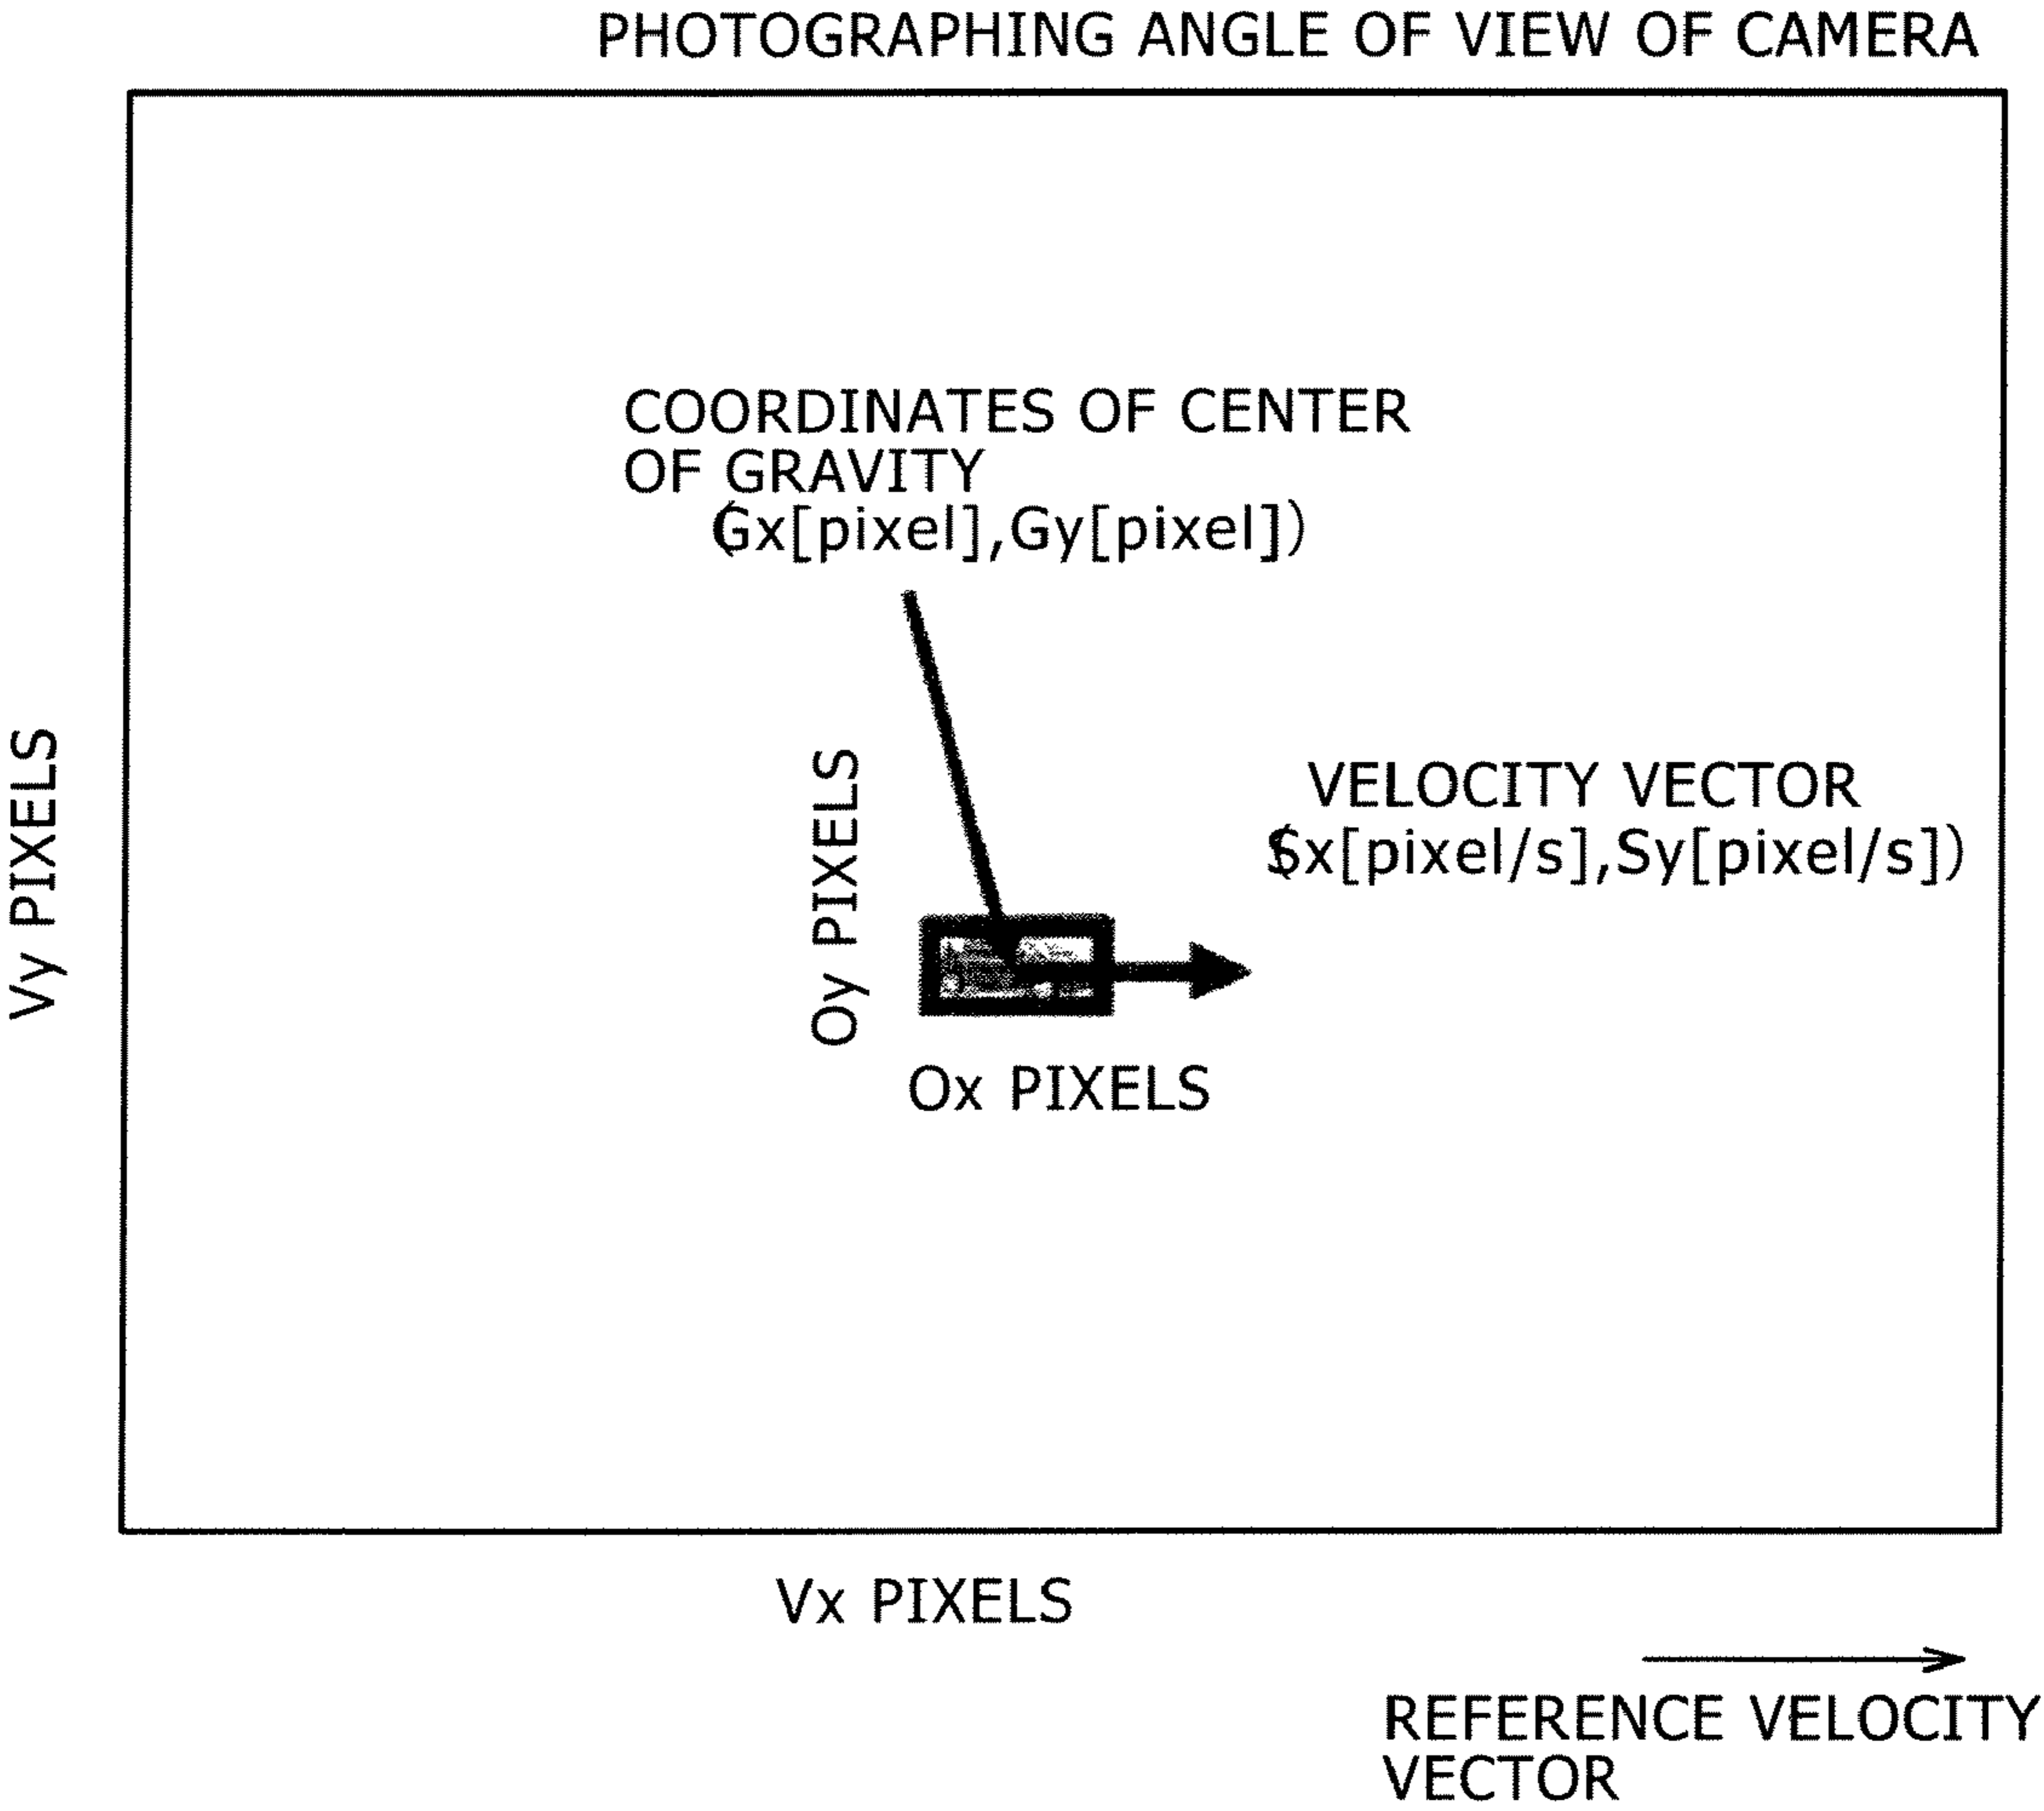 PHOTOGRAPHING ANGLE OF VIEW OF CAMERA
COORDINATES OF CENTER
OF GRAVITY
(Gx[pixel],Gy[pixel])
VELOCITY VECTOR
(Sx[pixel/s],Sy[pixel/s])
Vy PIXELS
Oy PIXELS
Ox PIXELS
Vx PIXELS
REFERENCE VELOCITY
VECTOR